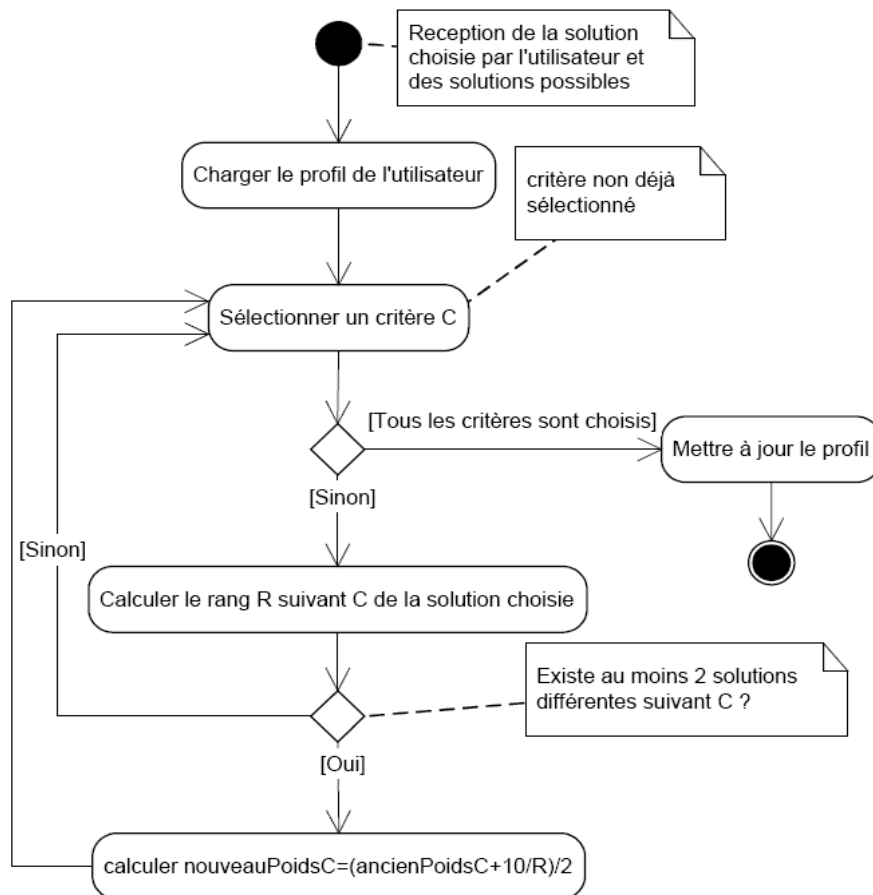 Reception de la solution
choisie par l'utilisateur et
des solutions possibles
Charger le profil de l'utilisateur
critère non déjà
sélectionné
Sélectionner un critère C
[Tous les critères sont choisis]
Mettre à jour le profil
[Sinon]
[Sinon]
Calculer le rang R suivant C de la solution choisie
Existe au moins 2 solutions
différentes suivant C ?
[Oui]
calculer nouveauPoidsC=(ancienPoidsC+10/R)/2